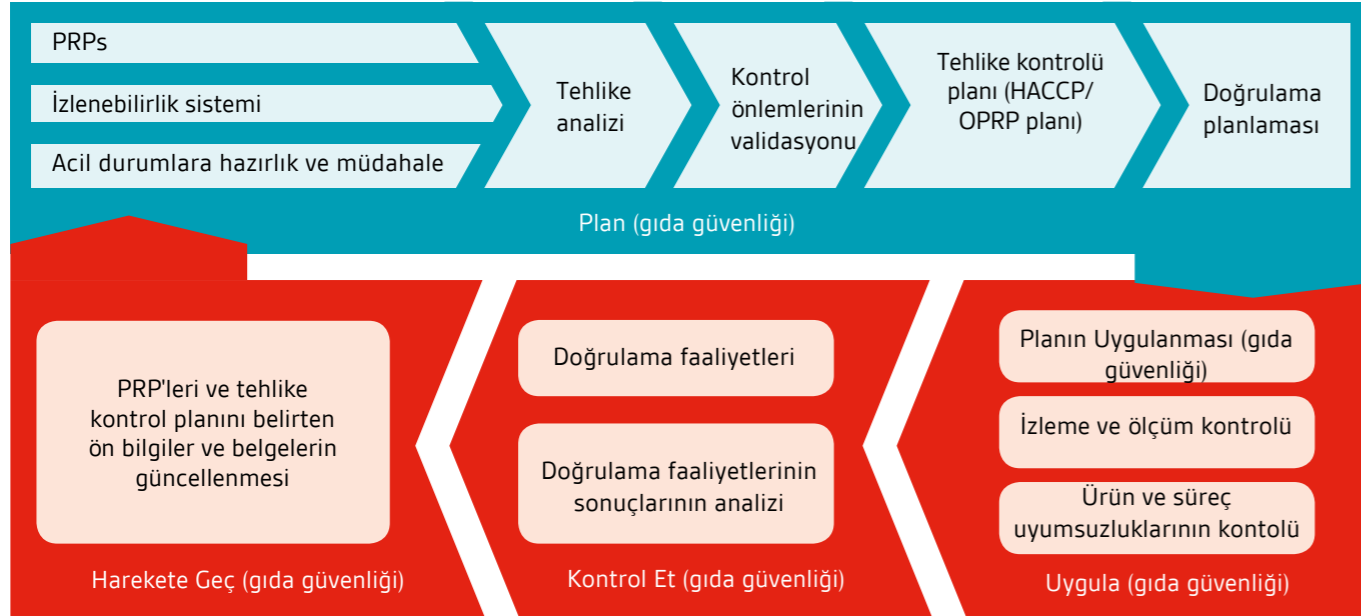 PRPs
İzlenebilirlik sistemi
Acil durumlara hazırlık ve müdahale
Tehlike
analizi
Kontrol
önlemlerinin
validasyonu
Tehlike kontrolü
planı (HACCP/
OPRP planı)
Doğrulama
planlaması
Plan (gıda güvenliği)
PRP'leri ve tehlike
kontrol planını belirten
ön bilgiler ve belgelerin
güncellenmesi
Harekete Geç (gıda güvenliği)
Doğrulama faaliyetleri
Doğrulama faaliyetlerinin
sonuçlarının analizi
Kontrol Et (gıda güvenliği)
Planın Uygulanması (gıda
güvenliği)
İzleme ve ölçüm kontrolü
Ürün ve süreç
uyumsuzluklarının kontolü
Uygula (gıda güvenliği)